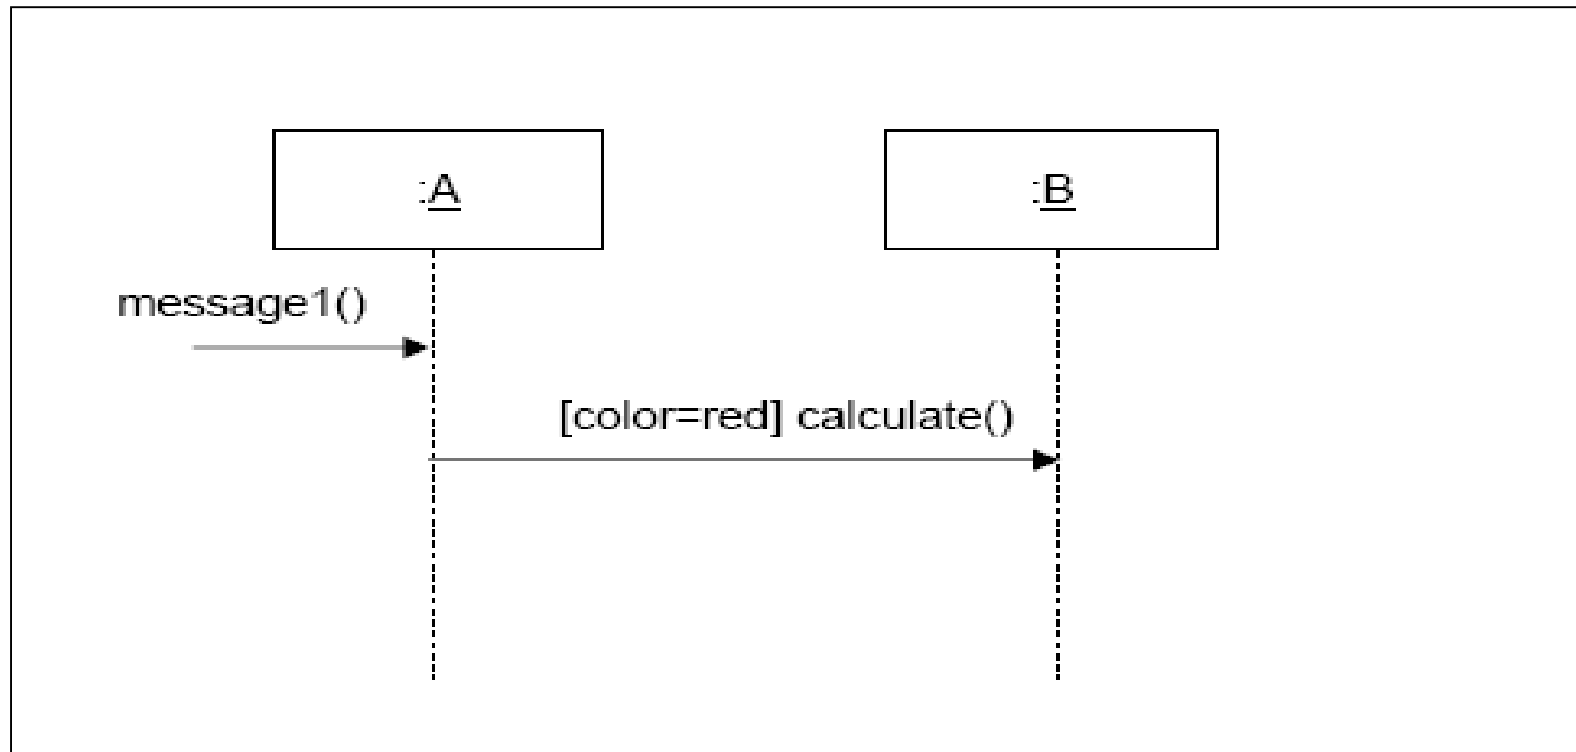 :A
:B
message1()
[color=red] calculate()